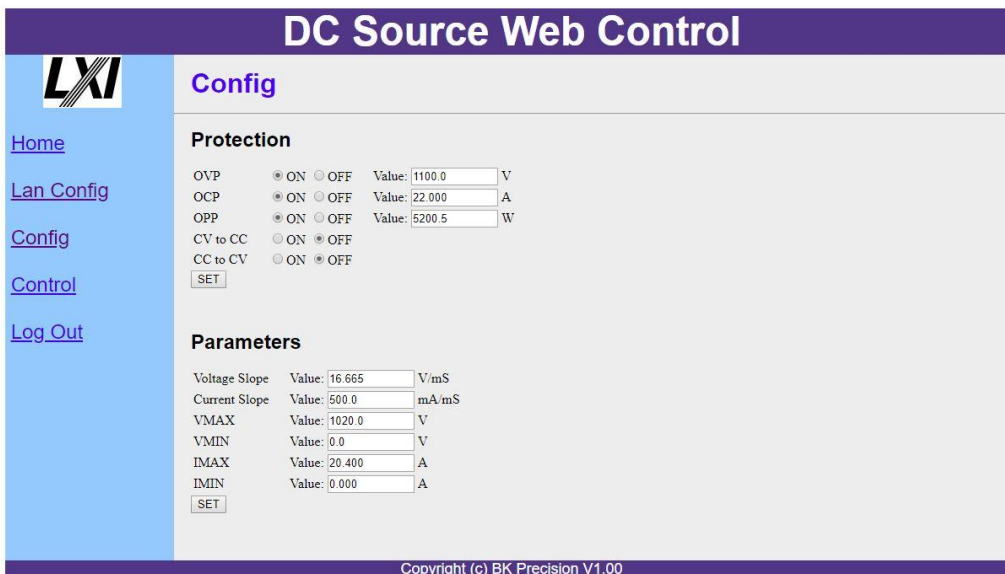 DC Source Web Control
LXI
Config
Home
Lan Config
Config
Control
Log Out
Protection
OVP ON OFF Value: 1100.0 V
OCP ON OFF Value: 22.000 A
OPP ON OFF Value: 5200.5 W
CV to CC ON OFF
CC to CV ON OFF
SET
Parameters
Voltage Slope Value: 16.665 V/mS
Current Slope Value: 500.0 mA/mS
VMAX Value: 1020.0 V
VMIN Value: 0.0 V
IMAX Value: 20.400 A
IMIN Value: 0.000 A
SET
Copyright (c) BK Precision V1.00